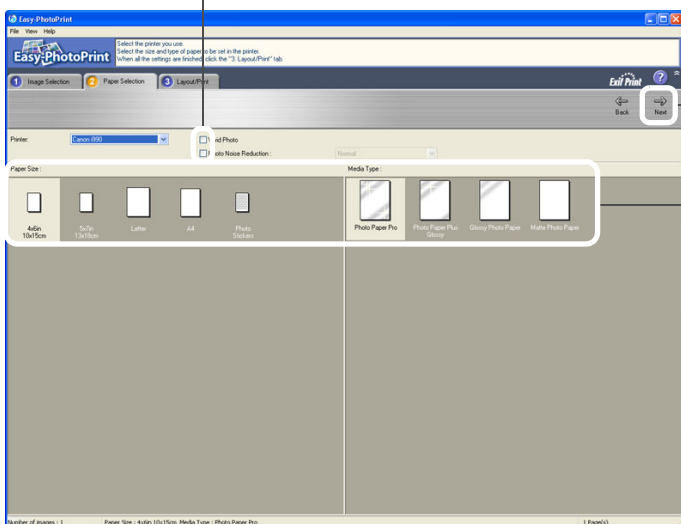 Easy-PhotoPrint
File View Help
Easy-PhotoPrint
Select the printer you use.
Select the size and type of paper to be set in the printer.
When all the settings are finished, click the "3. Layout/Print" tab.
1 Image Selection
2 Paper Selection
3 Layout/Print
Exif Print
?
Back
Next
Printer:
Canon i990
Vivid Photo
Photo Noise Reduction :
Normal
Paper Size :
Media Type :
4x6in
10x15cm
5x7in
13x18cm
Letter
A4
Photo
Stickers
Photo Paper Pro
Photo Paper Plus
Glossy
Glossy Photo Paper
Matte Photo Paper
Number of images : 1
Paper Size : 4x6in 10x15cm Media Type : Photo Paper Pro
1 Page(s)